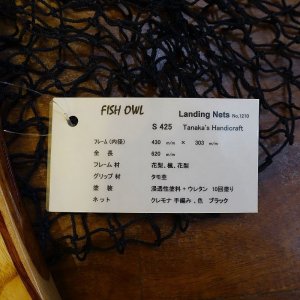 FISH OWL
Landing Nets No.1210
S 425 Tanaka's Handicraft
フレーム(内径) 430 m/m × 303 m/m
全 長 620 m/m
フレーム材 花梨、楓、花梨
グリップ材 タモ杢
塗 装 浸透性塗料+ウレタン 10回塗り
ネット クレモナ 手編み、色 ブラック